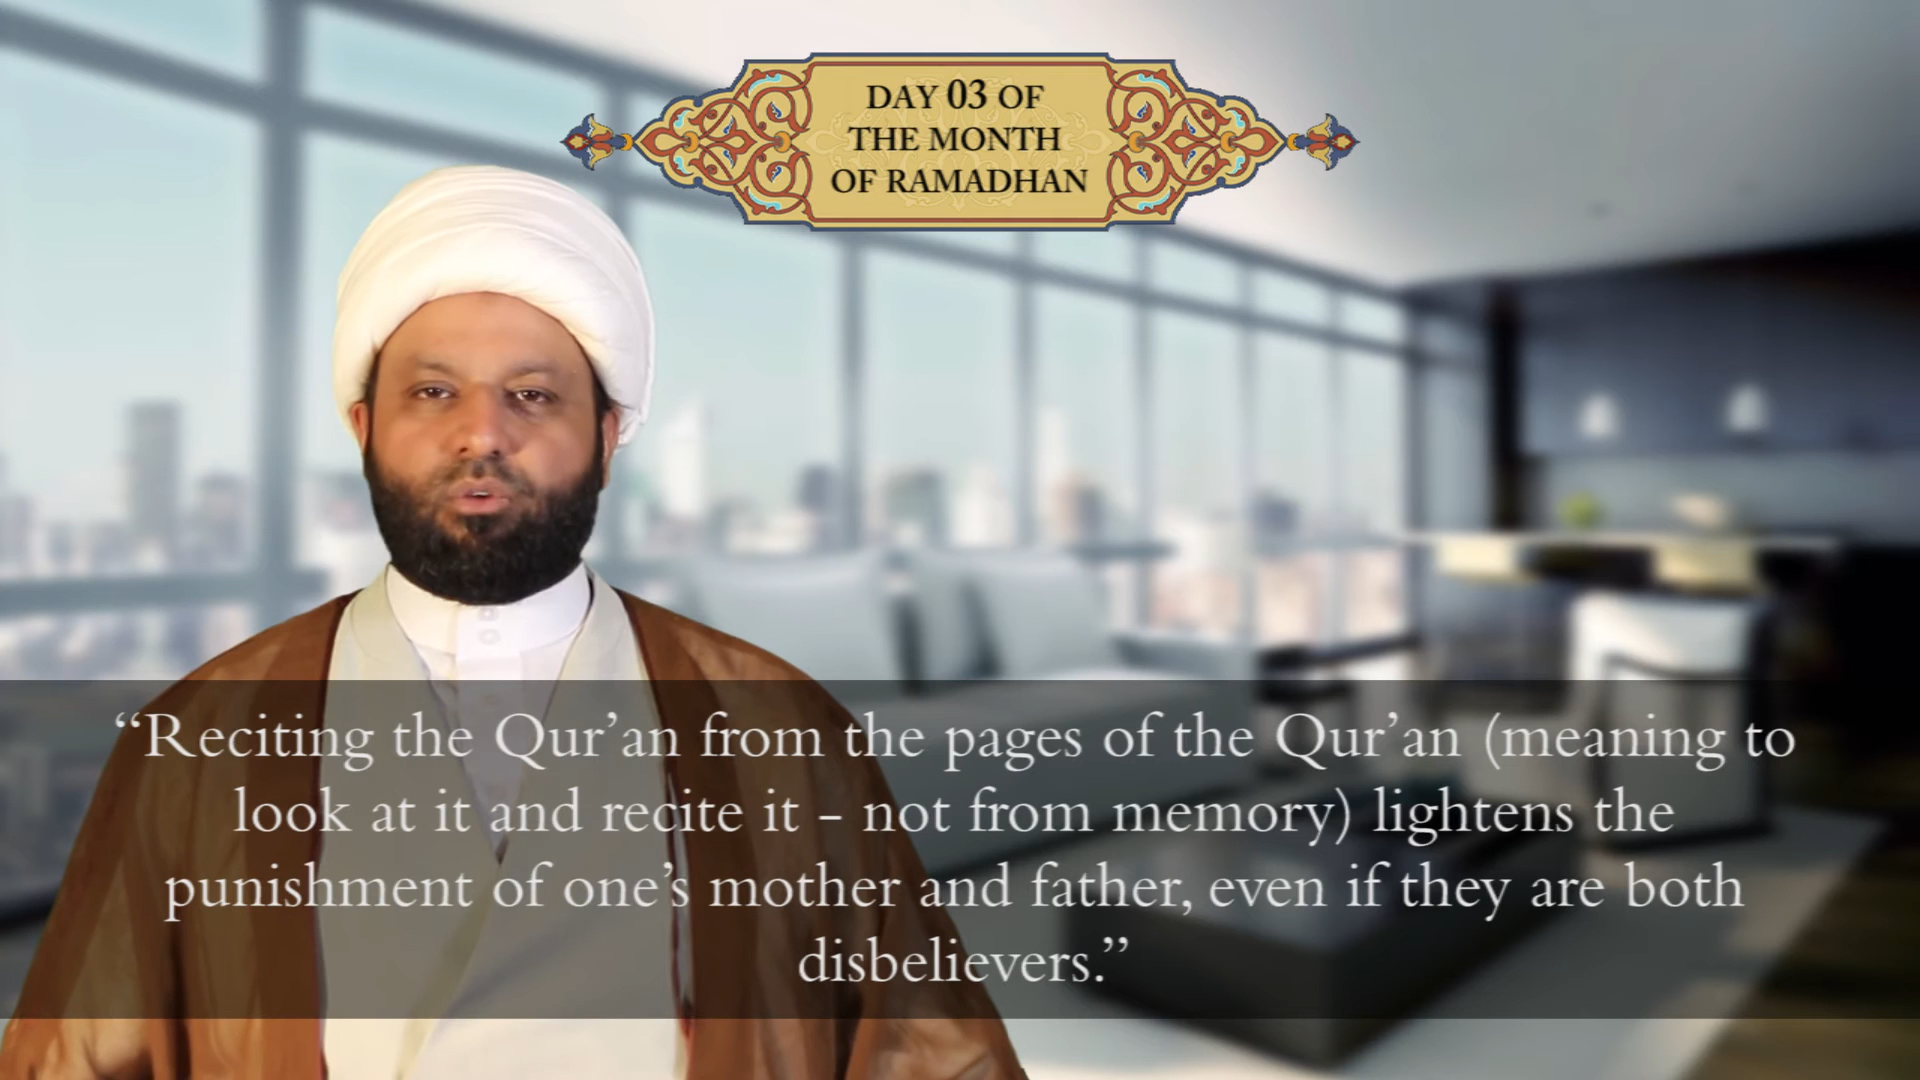 DAY 03 OF
THE MONTH
OF RAMADHAN
“Reciting the Qur’an from the pages of the Qur’an (meaning to
look at it and recite it – not from memory) lightens the
punishment of one’s mother and father, even if they are both
disbelievers.”